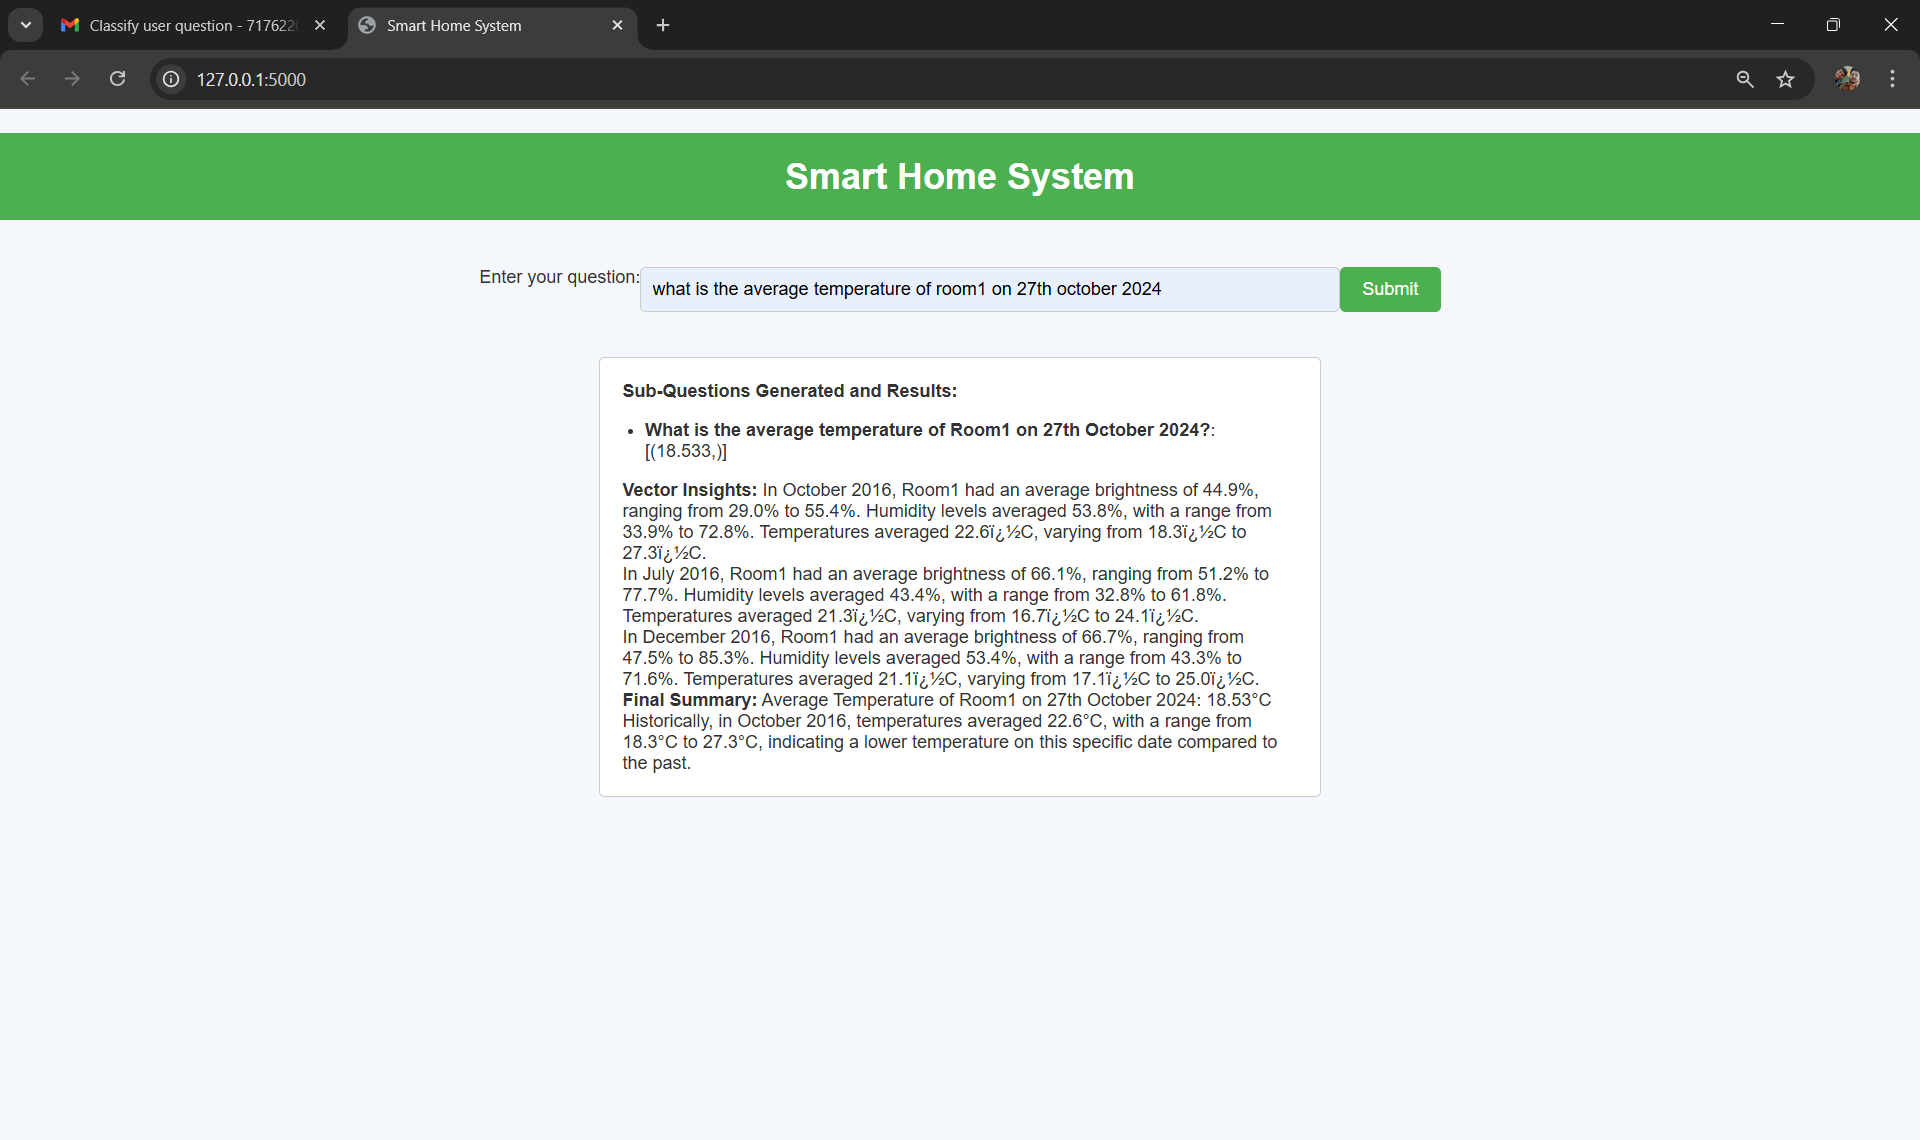 Classify user question - 717622
Smart Home System
127.0.0.1:5000
Smart Home System
Enter your question:
what is the average temperature of room1 on 27th october 2024
Submit
Sub-Questions Generated and Results:
• What is the average temperature of Room1 on 27th October 2024?:
[(18.533,)]
Vector Insights: In October 2016, Room1 had an average brightness of 44.9%,
ranging from 29.0% to 55.4%. Humidity levels averaged 53.8%, with a range from
33.9% to 72.8%. Temperatures averaged 22.6ï¿½C, varying from 18.3ï¿½C to
27.3ï¿½C.
In July 2016, Room1 had an average brightness of 66.1%, ranging from 51.2% to
77.7%. Humidity levels averaged 43.4%, with a range from 32.8% to 61.8%.
Temperatures averaged 21.3ï¿½C, varying from 16.7ï¿½C to 24.1ï¿½C.
In December 2016, Room1 had an average brightness of 66.7%, ranging from
47.5% to 85.3%. Humidity levels averaged 53.4%, with a range from 43.3% to
71.6%. Temperatures averaged 21.1ï¿½C, varying from 17.1ï¿½C to 25.0ï¿½C.
Final Summary: Average Temperature of Room1 on 27th October 2024: 18.53°C
Historically, in October 2016, temperatures averaged 22.6°C, with a range from
18.3°C to 27.3°C, indicating a lower temperature on this specific date compared to
the past.